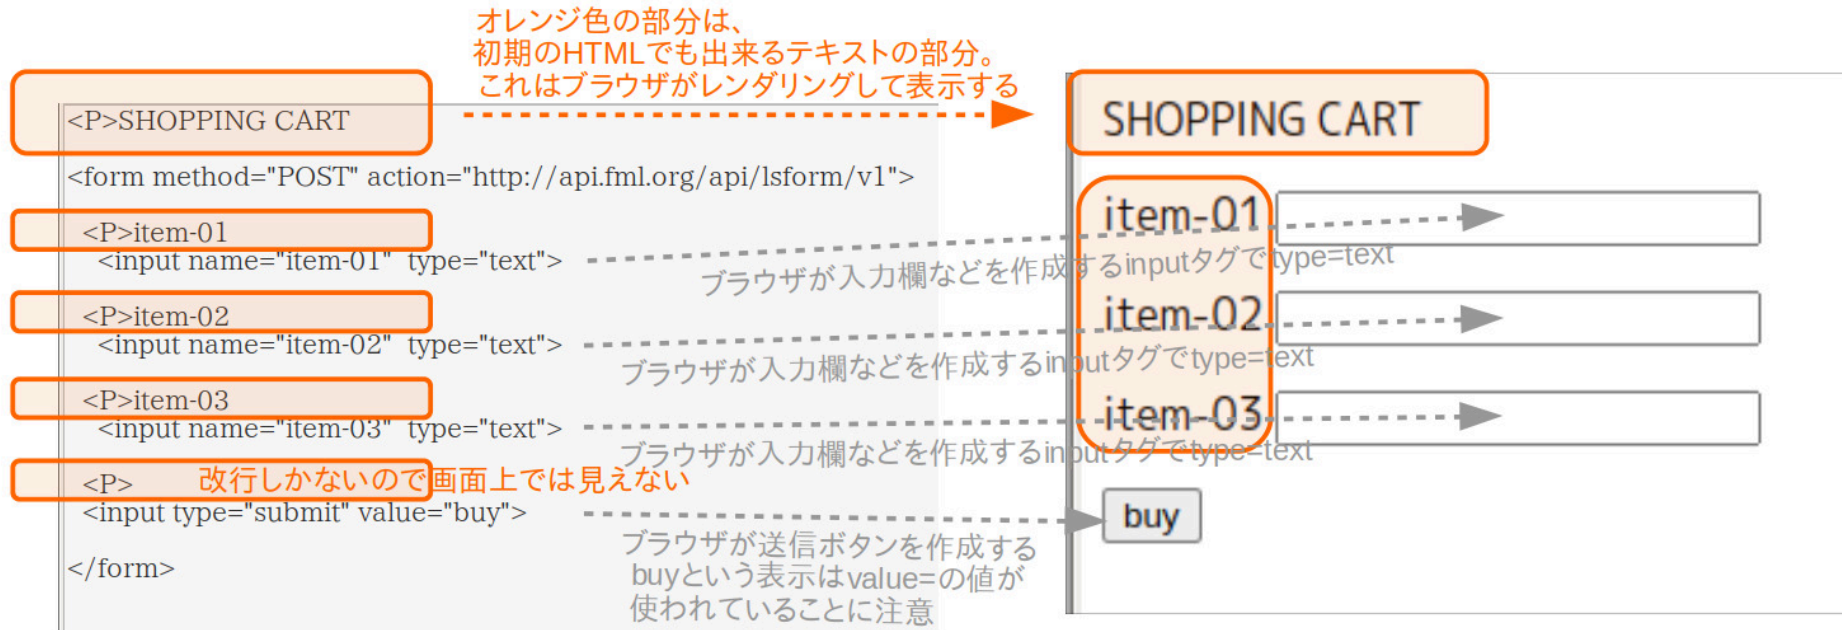 オレンジ色の部分は、
初期のHTMLでも出来るテキストの部分。
これはブラウザがレンダリングして表示する
<P>SHOPPING CART
<form method="POST" action="http://api.fml.org/api/lsform/v1">
<P>item-01
<input name="item-01" type="text">
ブラウザが入力欄などを作成するinputタグでtype=text
<P>item-02
<input name="item-02" type="text">
ブラウザが入力欄などを作成するinputタグでtype=text
<P>item-03
<input name="item-03" type="text">
ブラウザが入力欄などを作成するinputタグでtype=text
<P> 改行しかないので画面上では見えない
<input type="submit" value="buy">
ブラウザが送信ボタンを作成する
buyという表示はvalue=の値が
使われていることに注意
</form>
SHOPPING CART
item-01
item-02
item-03
buy